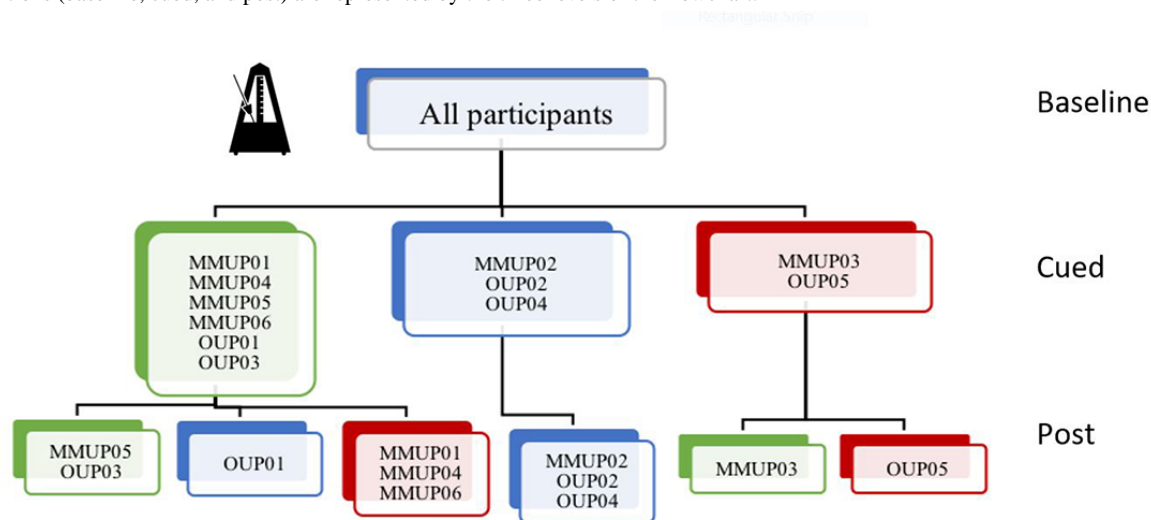 Baseline
All participants
Cued
MMUP01
MMUP04
MMUP05
MMUP06
OUP01
OUP03
MMUP02
OUP02
OUP04
MMUP03
OUP05
Post
MMUP05
OUP03
OUP01
MMUP01
MMUP04
MMUP06
MMUP02
OUP02
OUP04
MMUP03
OUP05